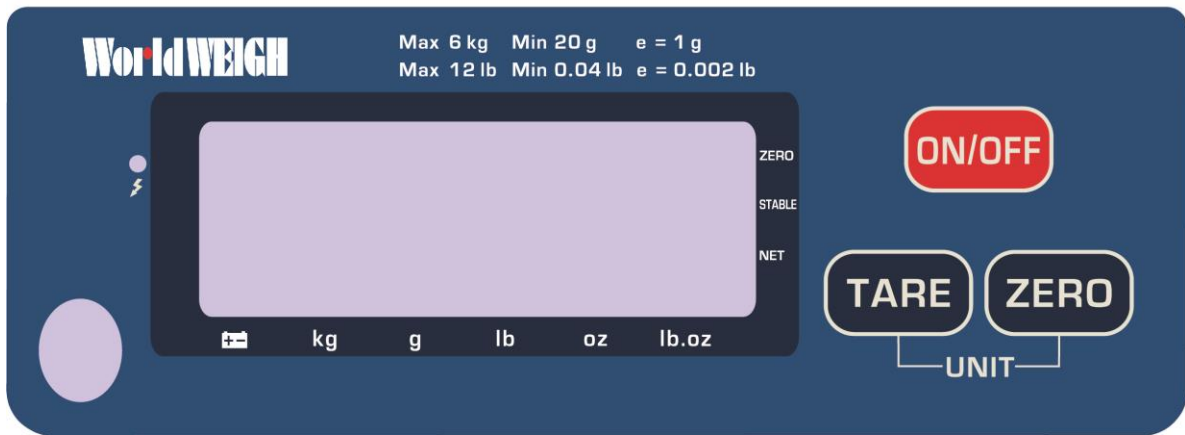 WorldWEIGH
Max 6 kg Min 20 g e = 1 g
Max 12 lb Min 0.04 lb e = 0.002 lb
ON/OFF
ZERO
STABLE
NET
TARE ZERO
UNIT
kg g lb oz lb.oz